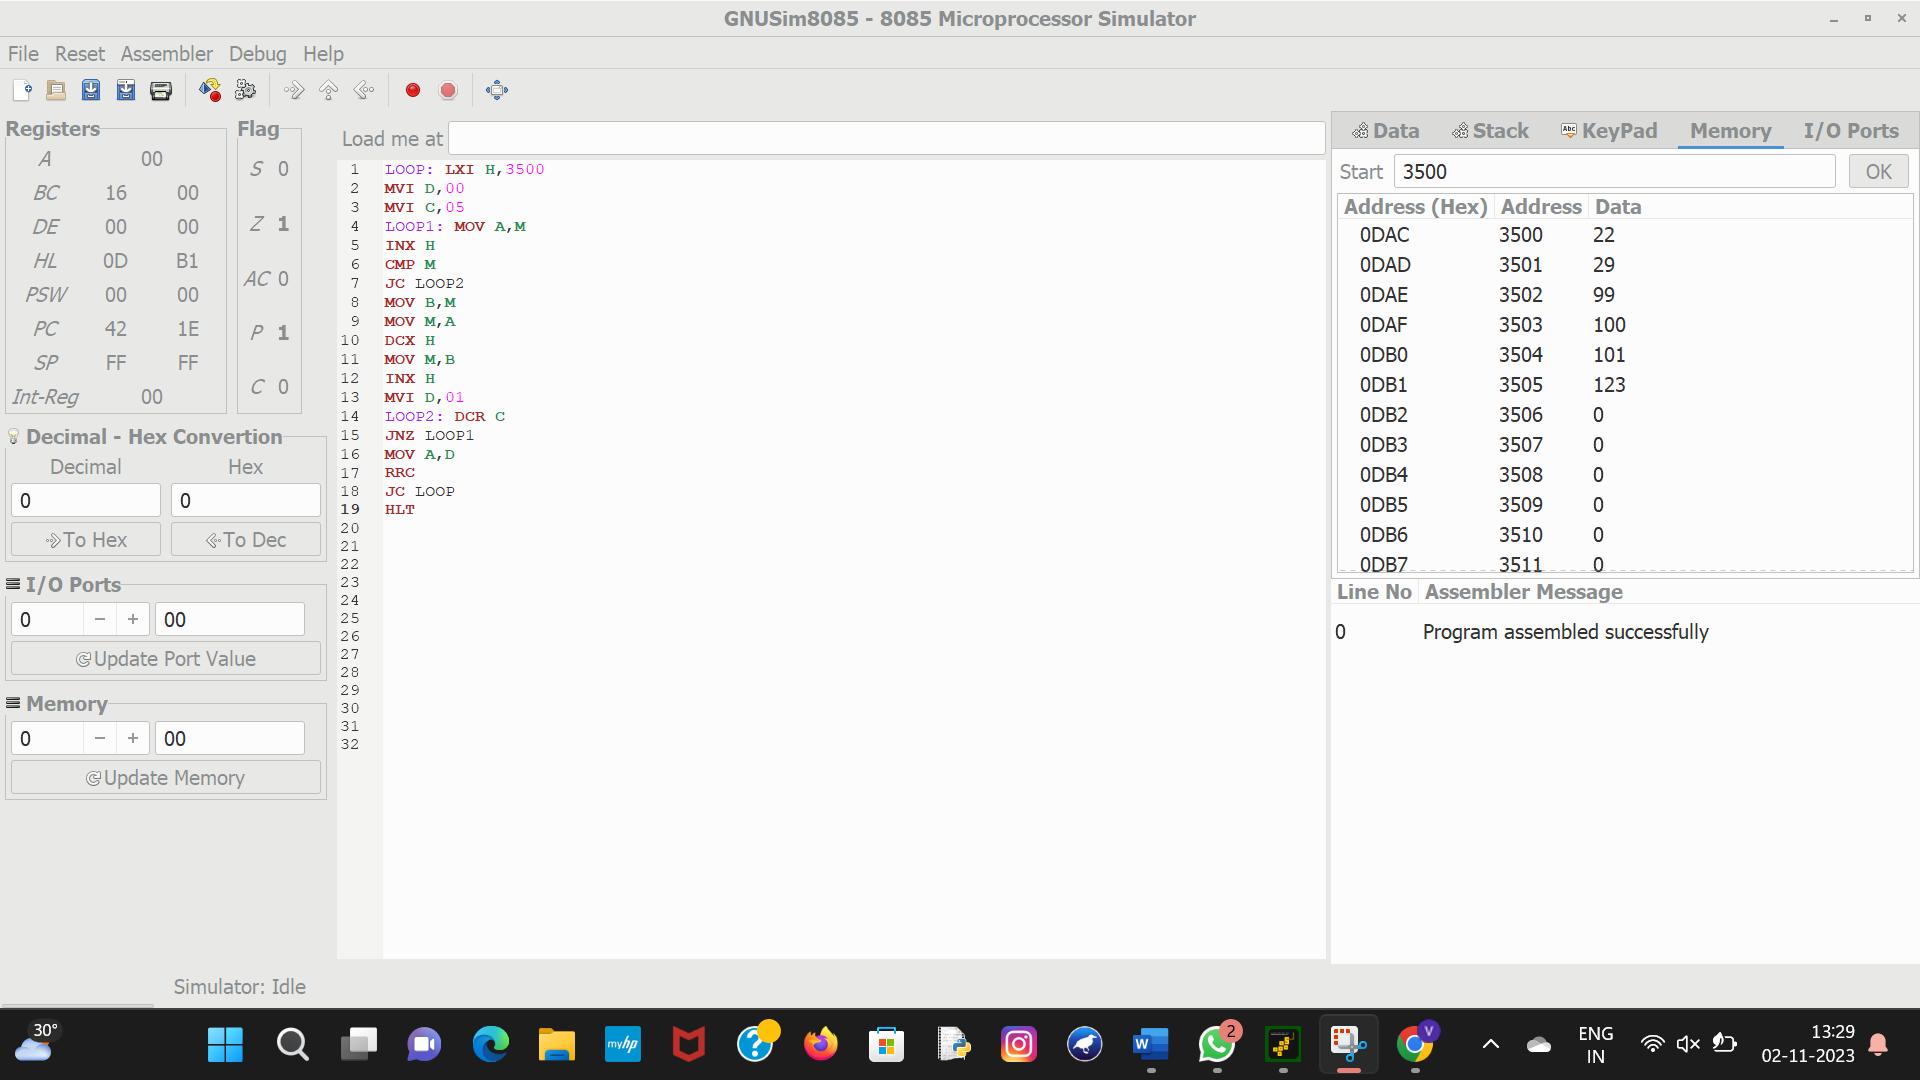 GNUSim8085 - 8085 Microprocessor Simulator
File Reset Assembler Debug Help
Registers
A 00
BC 16 00
DE 00 00
HL 0D B1
PSW 00 00
PC 42 1E
SP FF FF
Int-Reg 00
Flag
S 0
Z 1
AC 0
P 1
C 0
Decimal - Hex Convertion
Decimal Hex
0 0
To Hex To Dec
I/O Ports
0 − + 00
Update Port Value
Memory
0 − + 00
Update Memory
Simulator: Idle
Load me at
1 LOOP: LXI H,3500
2 MVI D,00
3 MVI C,05
4 LOOP1: MOV A,M
5 INX H
6 CMP M
7 JC LOOP2
8 MOV B,M
9 MOV M,A
10 DCX H
11 MOV M,B
12 INX H
13 MVI D,01
14 LOOP2: DCR C
15 JNZ LOOP1
16 MOV A,D
17 RRC
18 JC LOOP
19 HLT
20
21
22
23
24
25
26
27
28
29
30
31
32
Data Stack Abc KeyPad Memory I/O Ports
Start 3500 OK
Address (Hex) Address Data
0DAC 3500 22
0DAD 3501 29
0DAE 3502 99
0DAF 3503 100
0DB0 3504 101
0DB1 3505 123
0DB2 3506 0
0DB3 3507 0
0DB4 3508 0
0DB5 3509 0
0DB6 3510 0
0DB7 3511 0
Line No Assembler Message
0 Program assembled successfully
30°
myhp
?
W
2
V
ENG
IN
13:29
02-11-2023